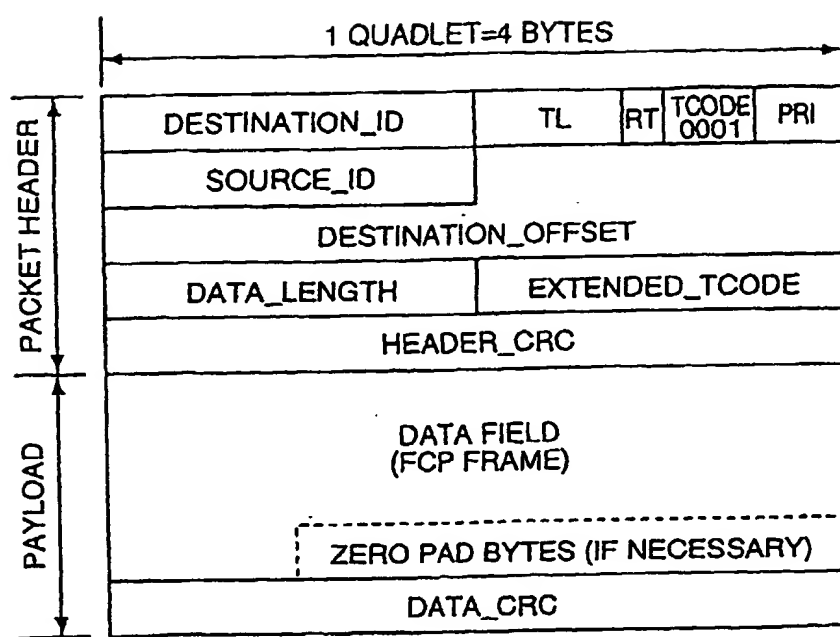 1 QUADLET=4 BYTES
PACKET HEADER
DESTINATION_ID
TL
RT
TCODE
0001
PRI
SOURCE_ID
DESTINATION_OFFSET
DATA_LENGTH
EXTENDED_TCODE
HEADER_CRC
PAYLOAD
DATA FIELD
(FCP FRAME)
ZERO PAD BYTES (IF NECESSARY)
DATA_CRC